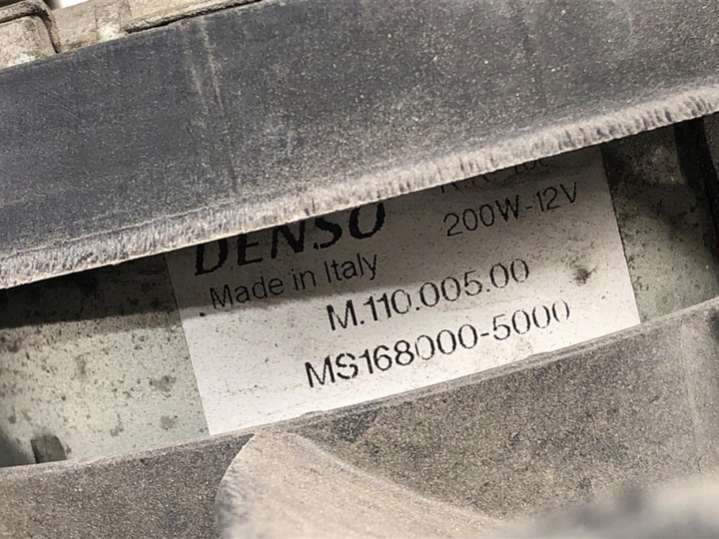 200W-12V
DENSO
Made in Italy
M.110.005.00
MS168000-5000